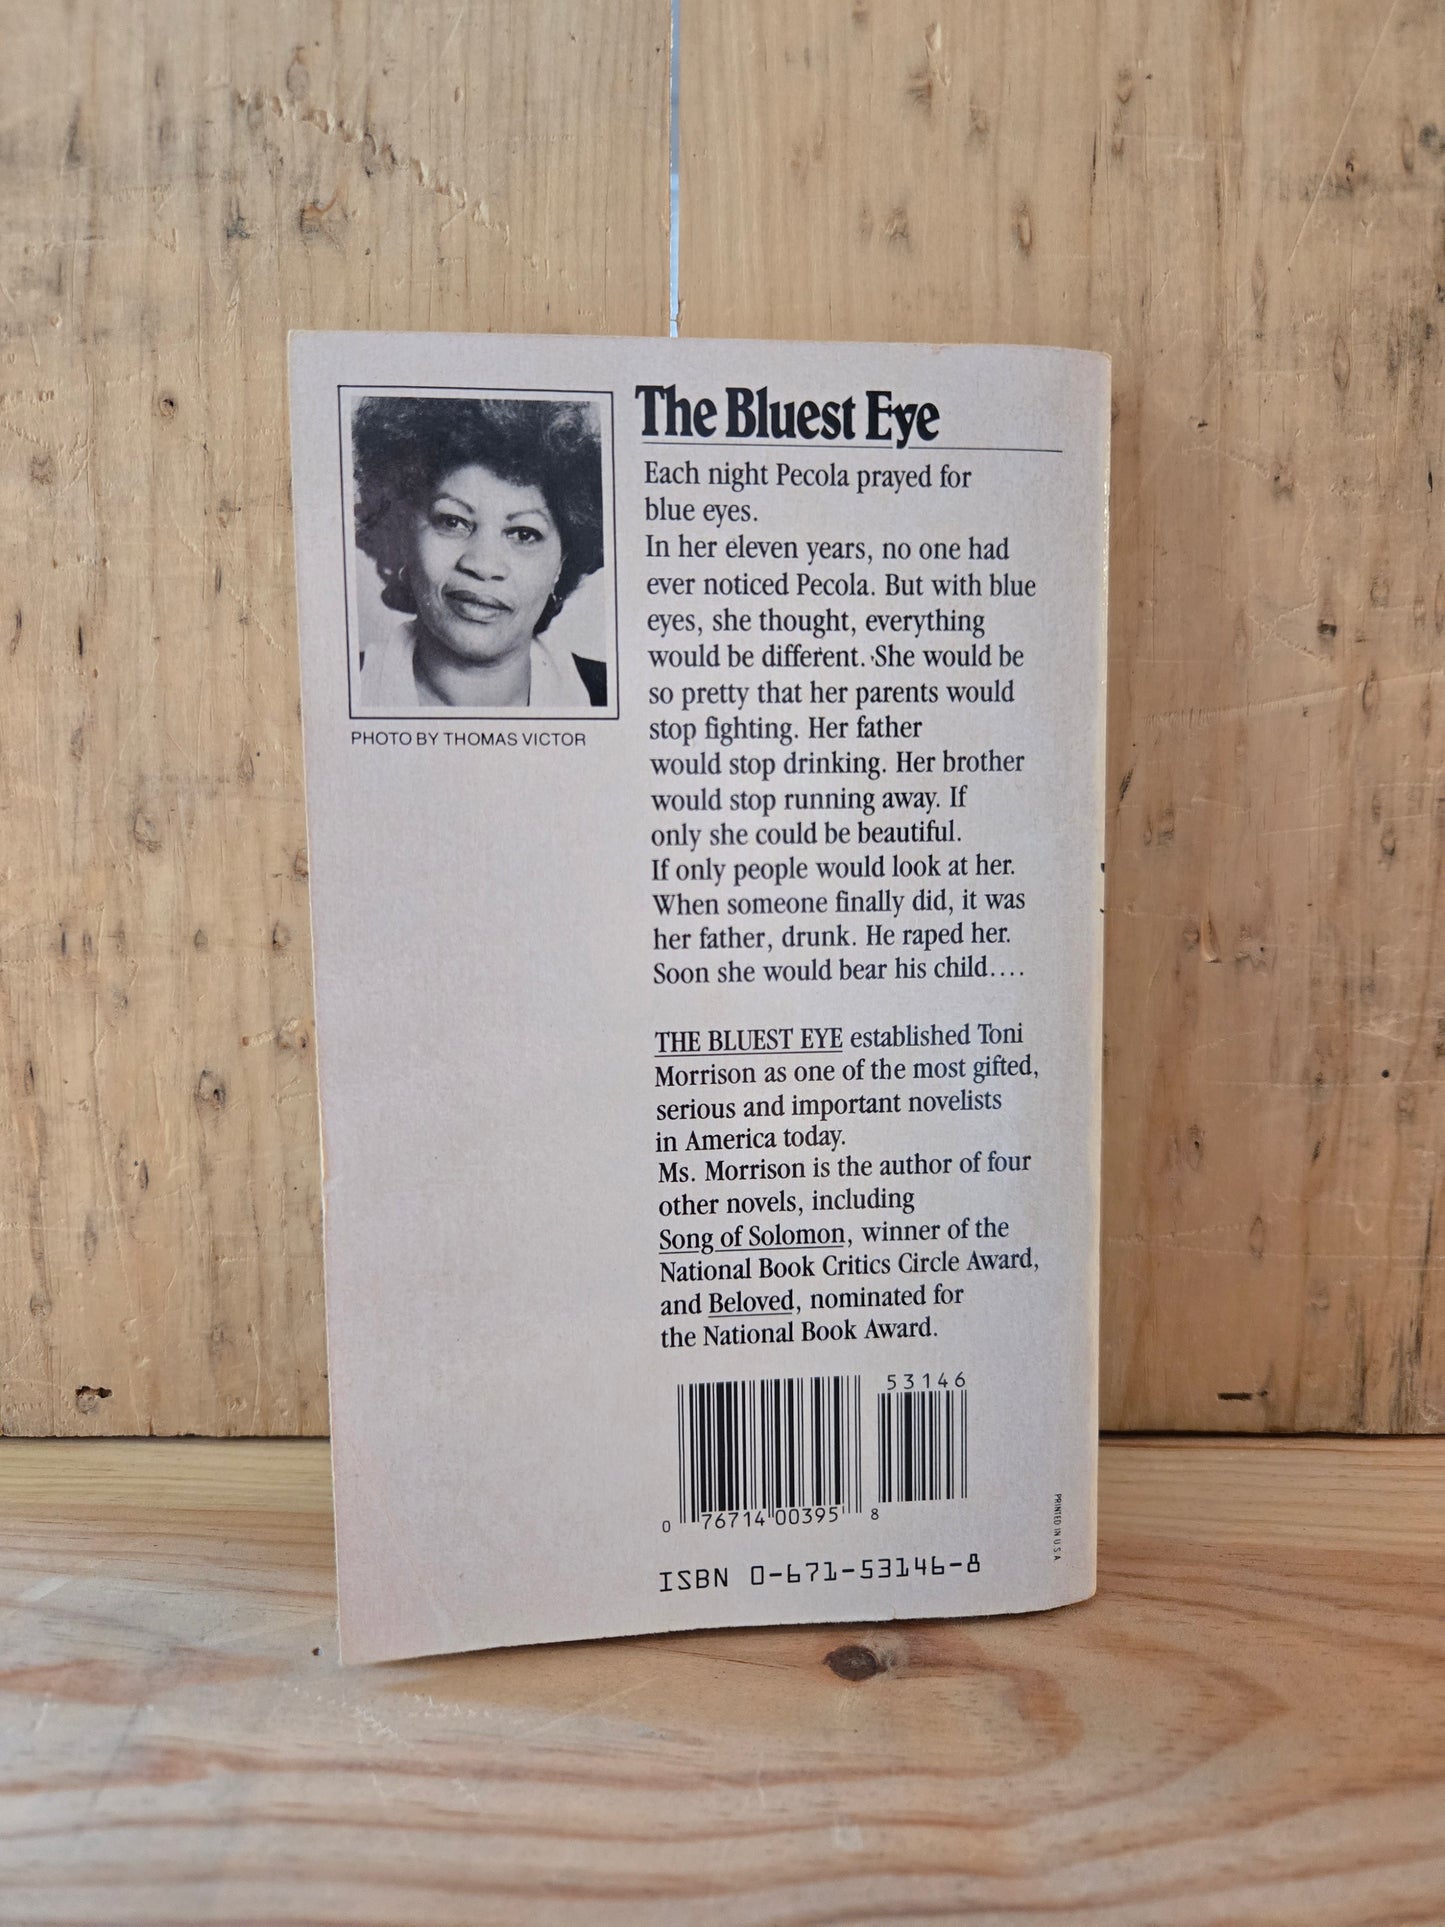 The Bluest Eye
Each night Pecola prayed for
blue eyes.
In her eleven years, no one had
ever noticed Pecola. But with blue
eyes, she thought, everything
would be different. She would be
so pretty that her parents would
stop fighting. Her father
would stop drinking. Her brother
would stop running away. If
only she could be beautiful.
If only people would look at her.
When someone finally did, it was
her father, drunk. He raped her.
Soon she would bear his child....
THE BLUEST EYE established Toni
Morrison as one of the most gifted,
serious and important novelists
in America today.
Ms. Morrison is the author of four
other novels, including
Song of Solomon, winner of the
National Book Critics Circle Award,
and Beloved, nominated for
the National Book Award.
PHOTO BY THOMAS VICTOR
53146
0 76714 00395 8
ISBN 0-671-53146-8
PRINTED IN U.S.A.